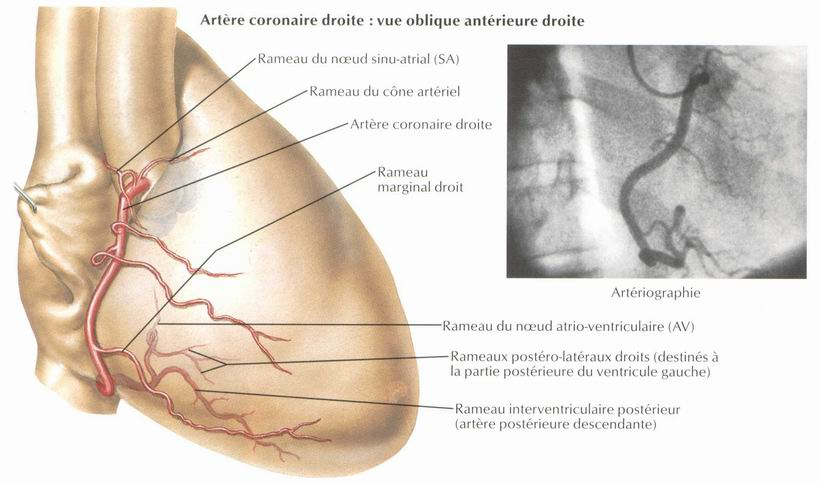 Artère coronaire droite : vue oblique antérieure droite
Rameau du nœud sinu-atrial (SA)
Rameau du cône artériel
Artère coronaire droite
Rameau
marginal droit
Artériographie
Rameau du nœud atrio-ventriculaire (AV)
Rameaux postéro-latéraux droits (destinés à
la partie postérieure du ventricule gauche)
Rameau interventriculaire postérieur
(artère postérieure descendante)